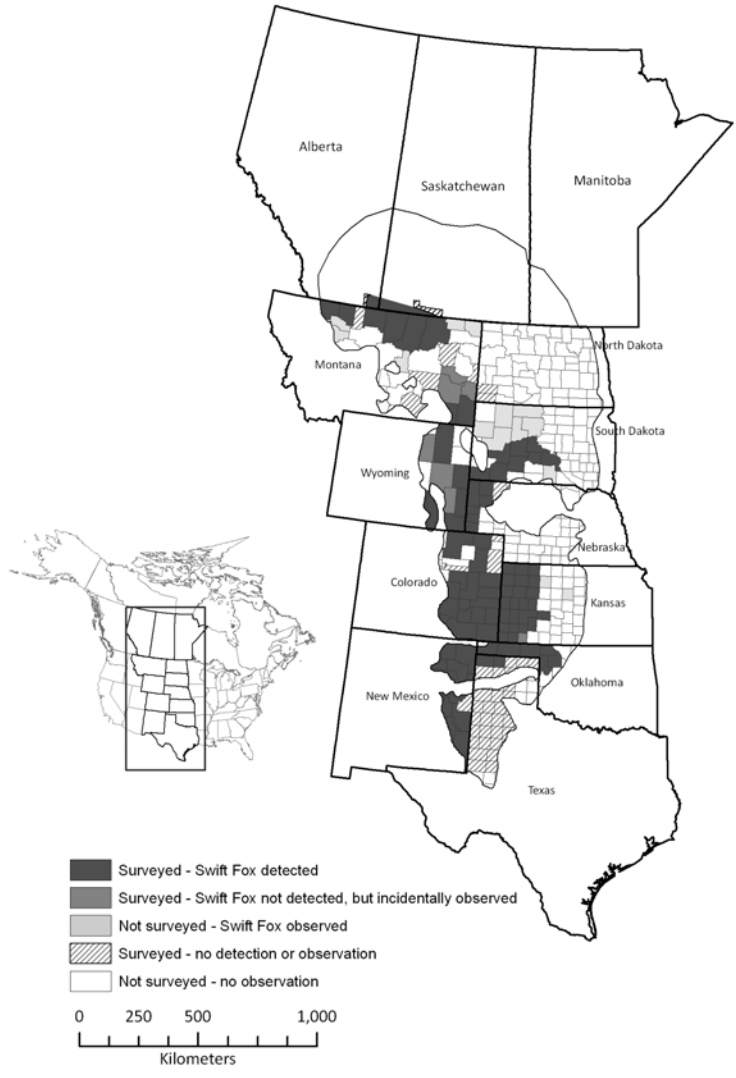 Alberta
Saskatchewan
Manitoba
North Dakota
Montana
South Dakota
Wyoming
Nebraska
Colorado
Kansas
Oklahoma
New Mexico
Texas
Surveyed - Swift Fox detected
Surveyed - Swift Fox not detected, but incidentally observed
Not surveyed - Swift Fox observed
Surveyed - no detection or observation
Not surveyed - no observation
0 250 500 1,000
Kilometers